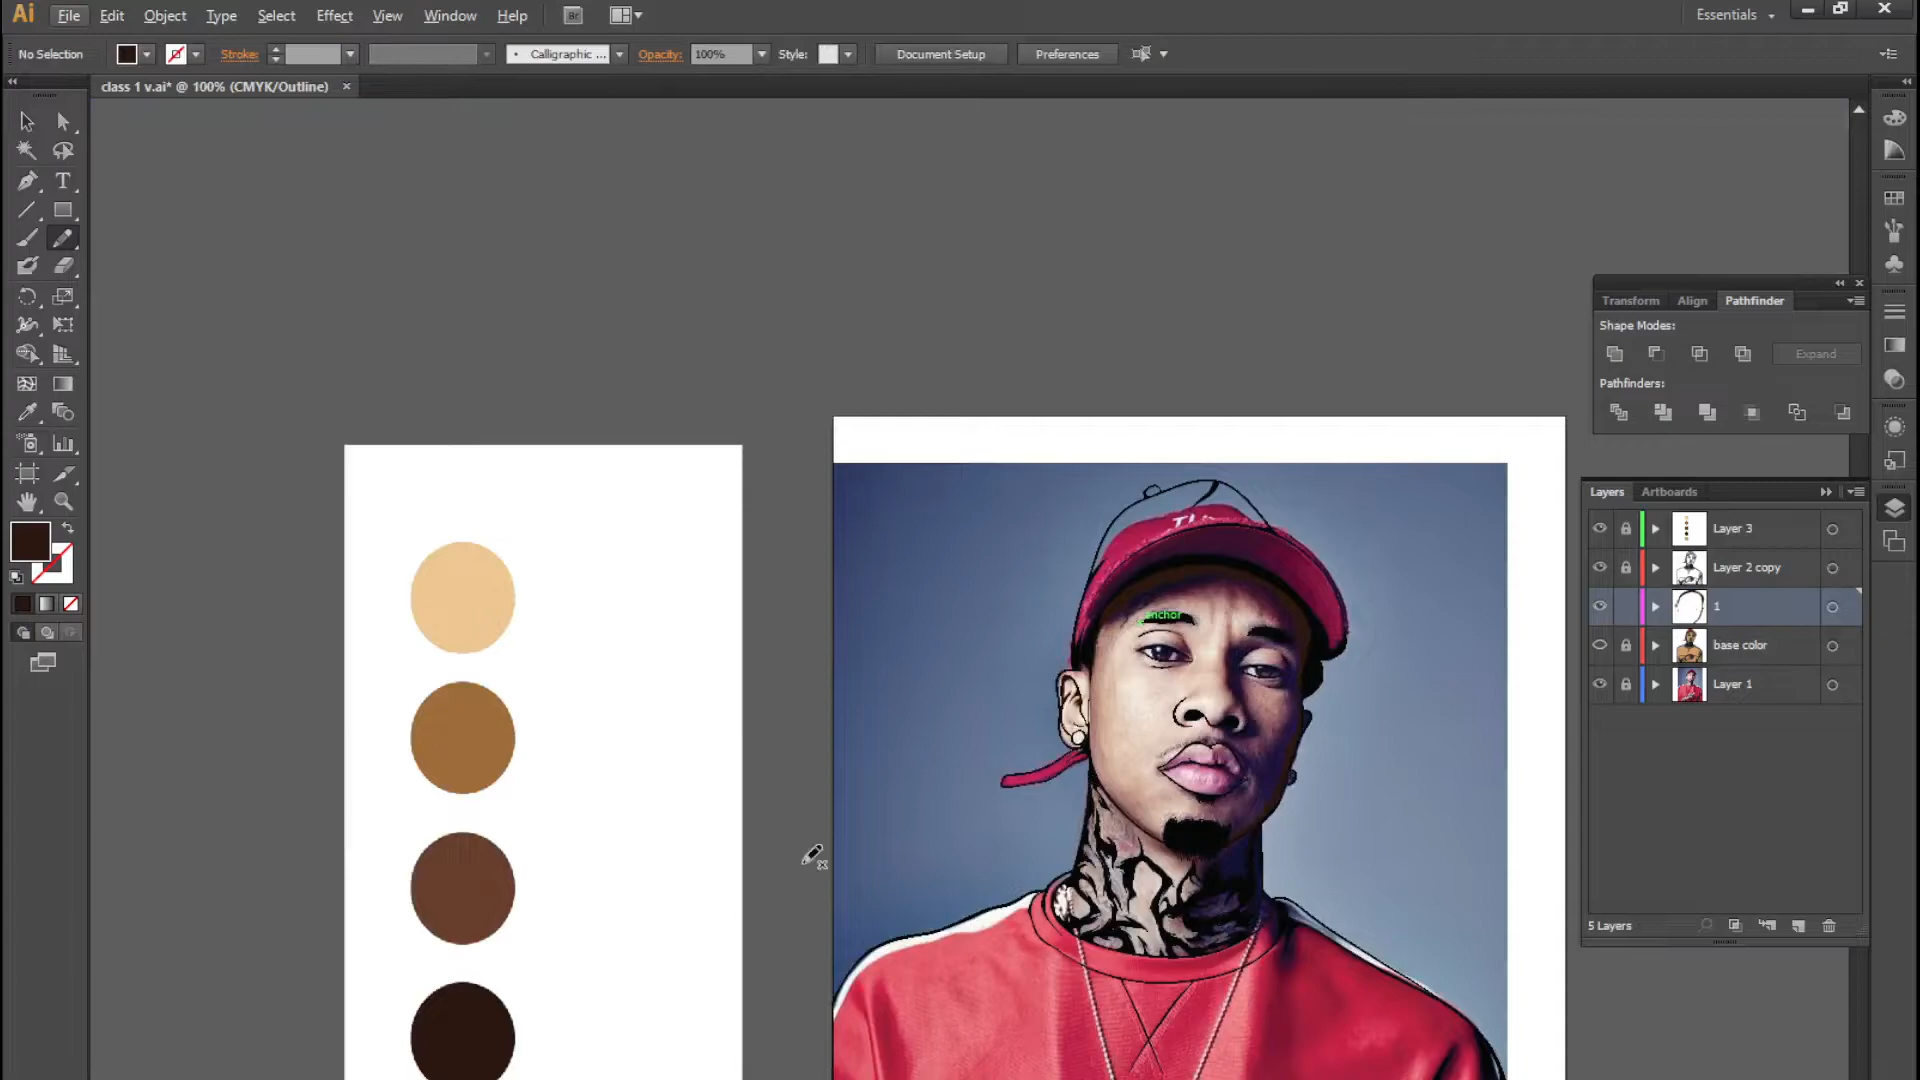 Ai File Edit Object Type Select Effect View Window Help Br Essentials
No Selection Stroke: Calligraphic ... Opacity: 100% Style: Document Setup Preferences
class 1 v.ai* @ 100% (CMYK/Outline) ×
T
Transform Align Pathfinder
Shape Modes:
Expand
Pathfinders:
Layers Artboards
Layer 3
Layer 2 copy
1
base color
Layer 1
5 Layers
anchor